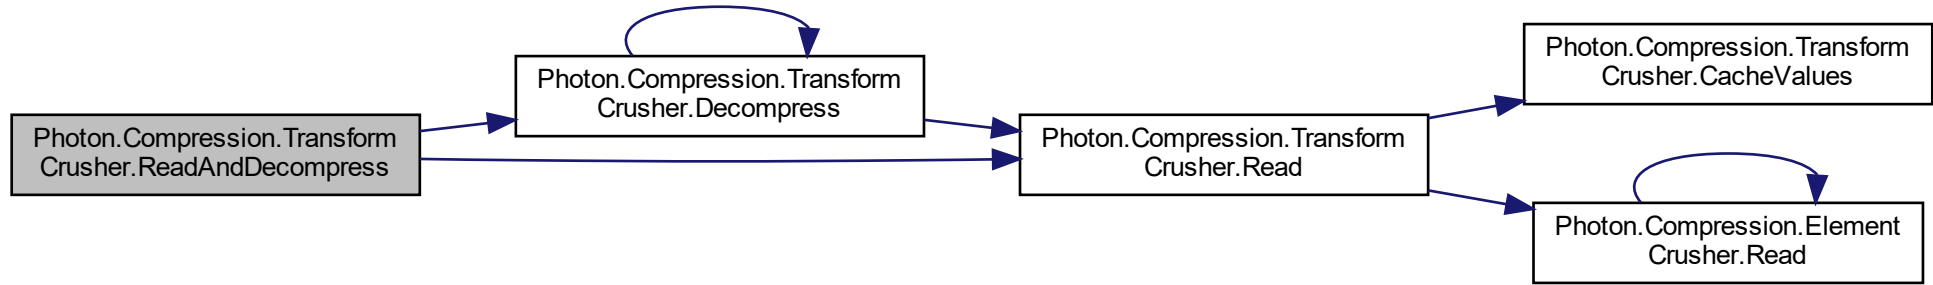 Photon.Compression.Transform
Crusher.ReadAndDecompress
Photon.Compression.Transform
Crusher.Decompress
Photon.Compression.Transform
Crusher.Read
Photon.Compression.Transform
Crusher.CacheValues
Photon.Compression.Element
Crusher.Read